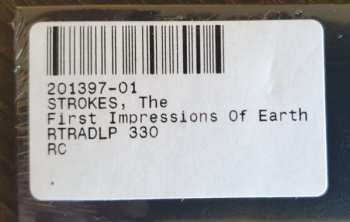 201397-01
STROKES, The
First Impressions Of Earth
RTRADLP 330
RC